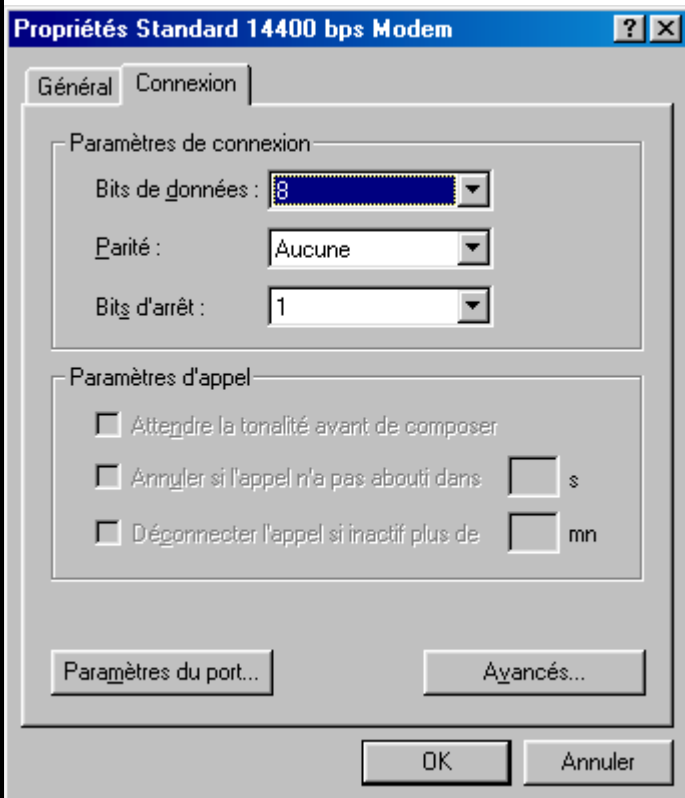 Propriétés Standard 14400 bps Modem
Général Connexion
Paramètres de connexion
Bits de données : 8
Parité : Aucune
Bits d'arrêt : 1
Paramètres d'appel
Attendre la tonalité avant de composer
Annuler si l'appel n'a pas abouti dans s
Déconnecter l'appel si inactif plus de mn
Paramètres du port... Avancés...
OK Annuler